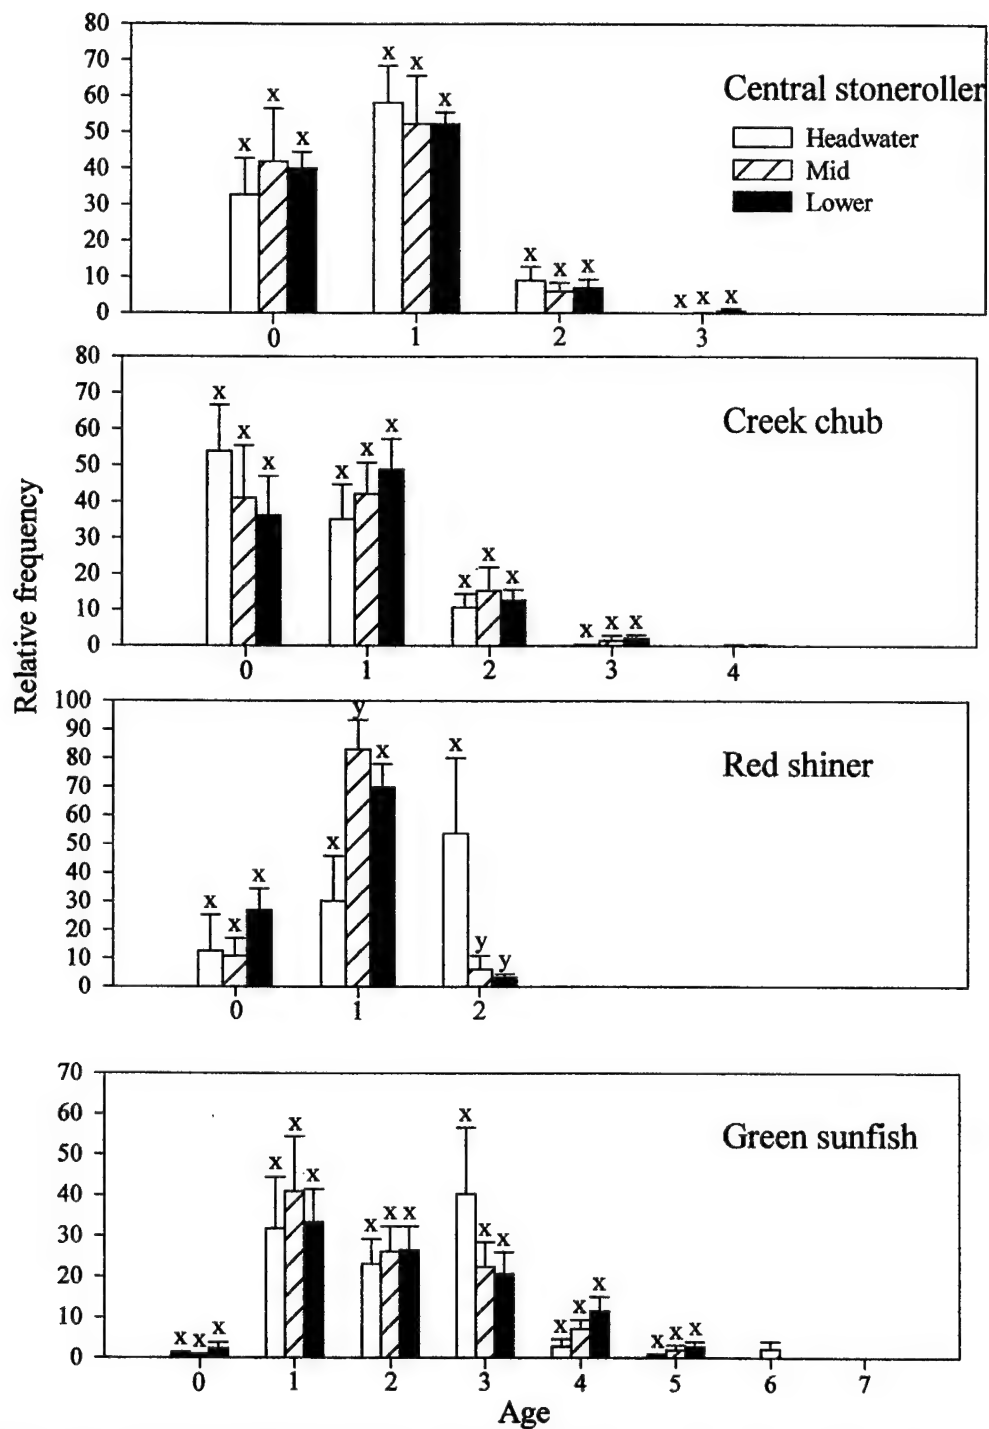 80
70
60
50
40
30
20
10
0
x x x
x x x
x x x
x x x
Central stoneroller
Headwater
Mid
Lower
0 1 2 3
80
70
60
50
40
30
20
10
0
x x x
x x x
x x x
x x x
Creek chub
0 1 2 3 4
Relative frequency
100
90
80
70
60
50
40
30
20
10
0
x x x
x y x
x y y
Red shiner
0 1 2
70
60
50
40
30
20
10
0
x x x
x x x
x x x
x x x
x x x
x x x
Green sunfish
0 1 2 3 4 5 6 7
Age